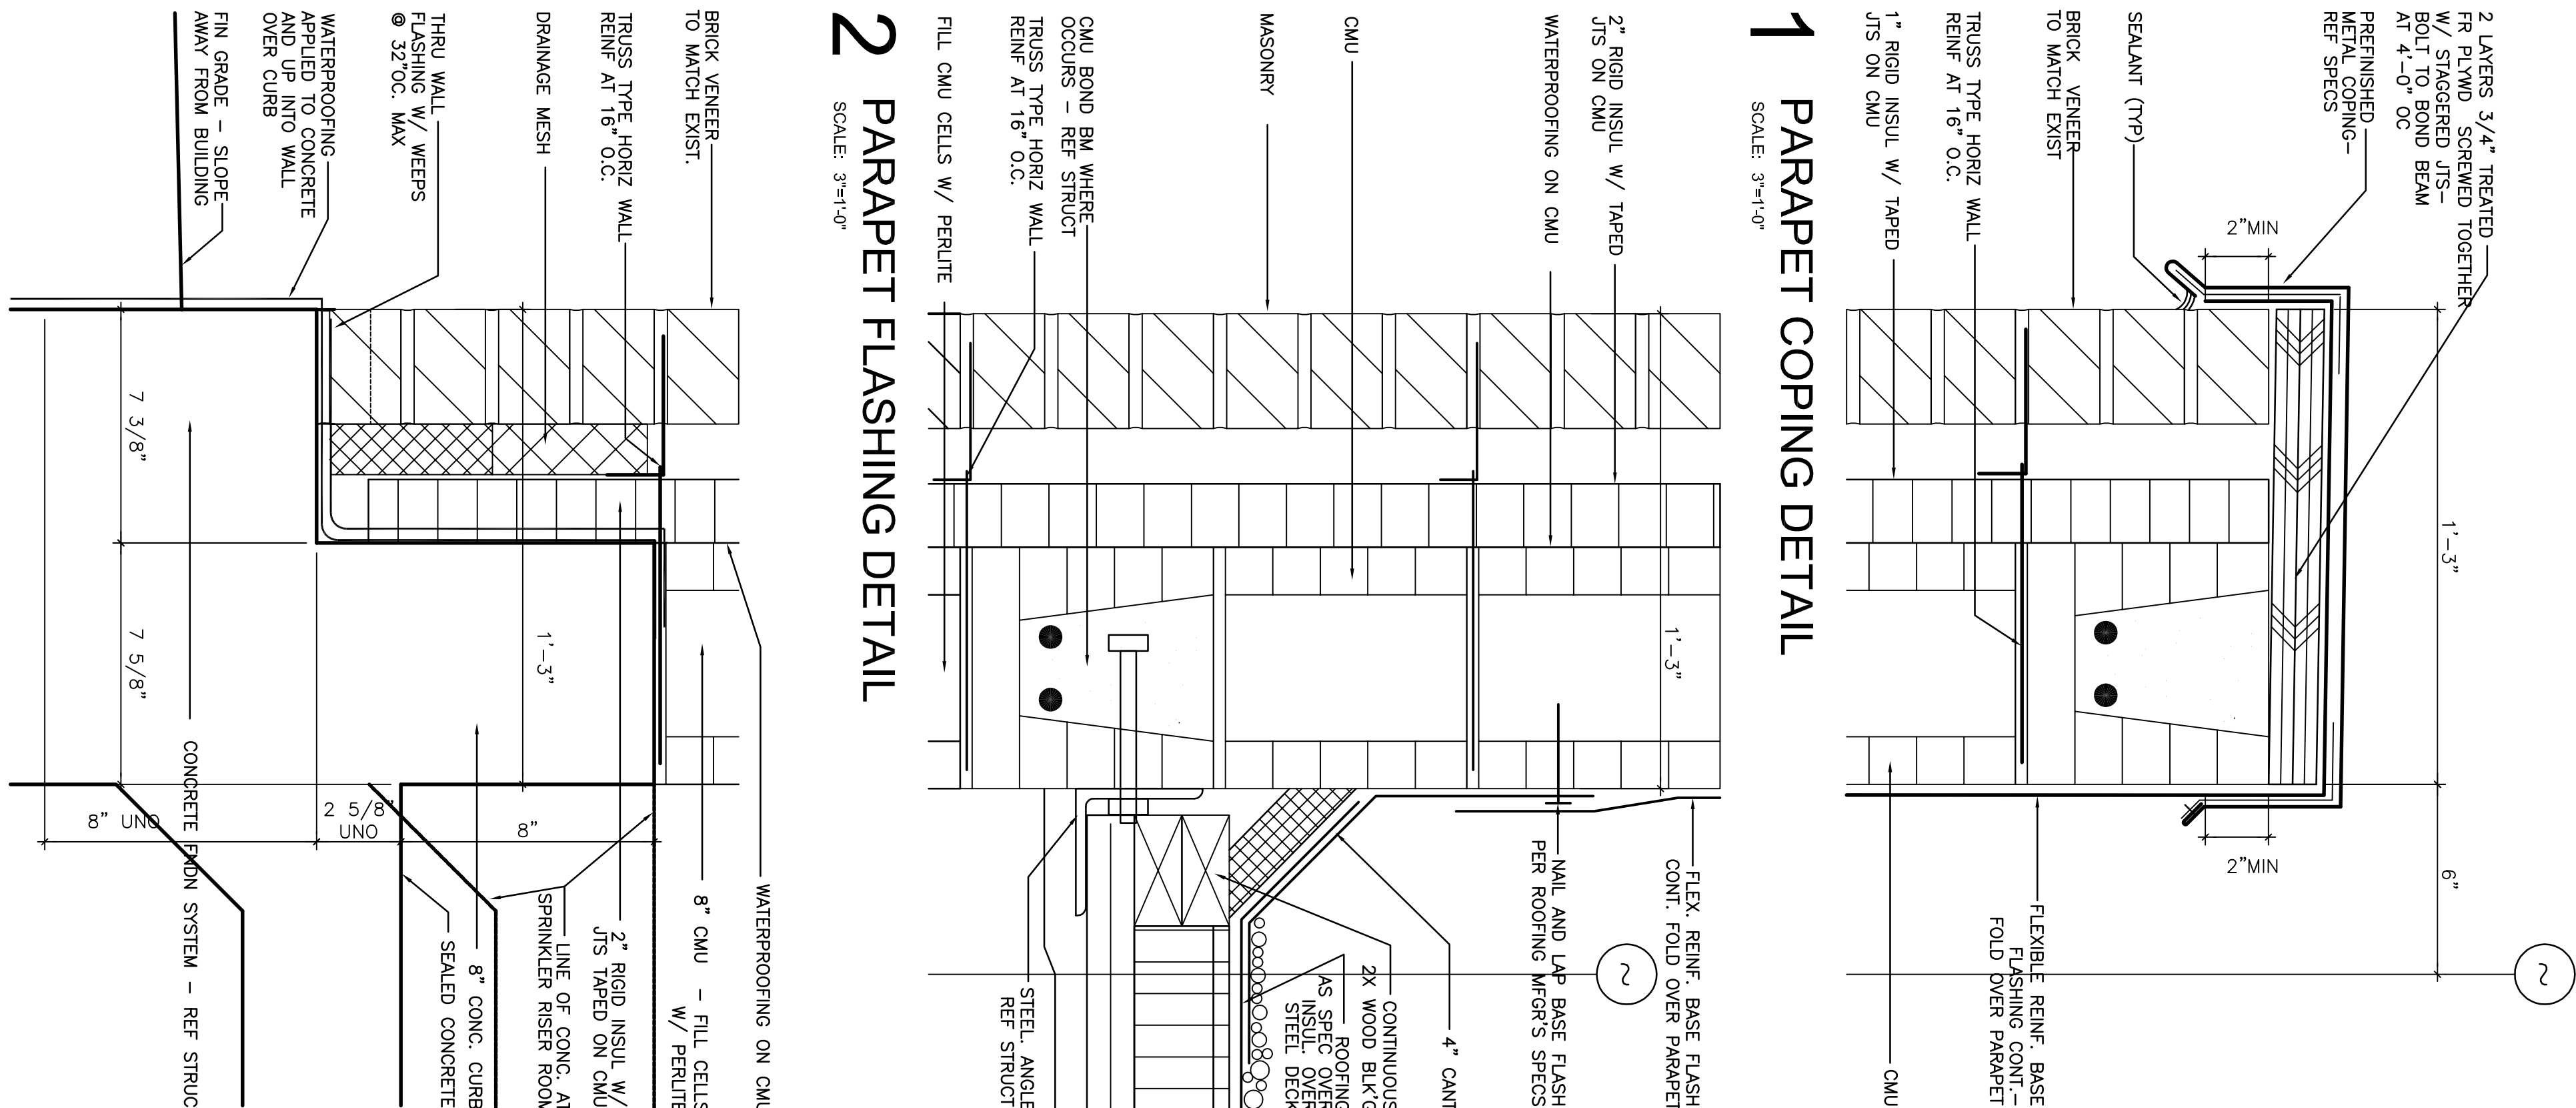 2 LAYERS 3/4" TREATED
FR PLYWD SCREWED TOGETHER
W/ STAGGERED JTS-
BOLT TO BOND BEAM
AT 4'-0" OC
PREFINISHED
METAL COPING-
REF SPECS
SEALANT (TYP)
BRICK VENEER
TO MATCH EXIST
TRUSS TYPE HORIZ WALL
REINF AT 16" O.C.
1" RIGID INSUL W/ TAPED
JTS ON CMU
2"MIN
1'-3"
6"
2"MIN
~
FLEXIBLE REINF. BASE
FLASHING CONT.-
FOLD OVER PARAPET
CMU
1 PARAPET COPING DETAIL
SCALE: 3"=1'-0"
2" RIGID INSUL W/ TAPED
JTS ON CMU
WATERPROOFING ON CMU
CMU
MASONRY
CMU BOND BM WHERE
OCCURS - REF STRUCT
TRUSS TYPE HORIZ WALL
REINF AT 16" O.C.
FILL CMU CELLS W/ PERLITE
1'-3"
~
FLEX. REINF. BASE FLASH
CONT. FOLD OVER PARAPET
NAIL AND LAP BASE FLASH
PER ROOFING MFGR'S SPECS
4" CANT
CONTINUOUS
2X WOOD BLK'G
ROOFING
AS SPEC OVER
INSUL. OVER
STEEL DECK
STEEL. ANGLE
REF STRUCT
2 PARAPET FLASHING DETAIL
SCALE: 3"=1'-0"
BRICK VENEER
TO MATCH EXIST.
TRUSS TYPE HORIZ WALL
REINF AT 16" O.C.
DRAINAGE MESH
THRU WALL
FLASHING W/ WEEPS
@ 32"OC. MAX
WATERPROOFING
APPLIED TO CONCRETE
AND UP INTO WALL
OVER CURB
FIN GRADE - SLOPE
AWAY FROM BUILDING
1'-3"
7 3/8"
7 5/8"
8" UNO
2 5/8"
UNO
8"
WATERPROOFING ON CMU
8" CMU - FILL CELLS
W/ PERLITE
2" RIGID INSUL W/
JTS TAPED ON CMU
LINE OF CONC. AT
SPRINKLER RISER ROOM
8" CONC. CURB
SEALED CONCRETE
CONCRETE FNDN SYSTEM - REF STRUC